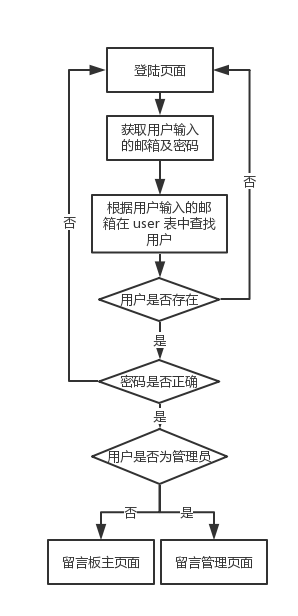 登陆页面
获取用户输入
的邮箱及密码
否
根据用户输入的邮
箱在 user 表中查找
用户
否
用户是否存在
是
密码是否正确
是
用户是否为管理员
否
是
留言板主页面
留言管理页面